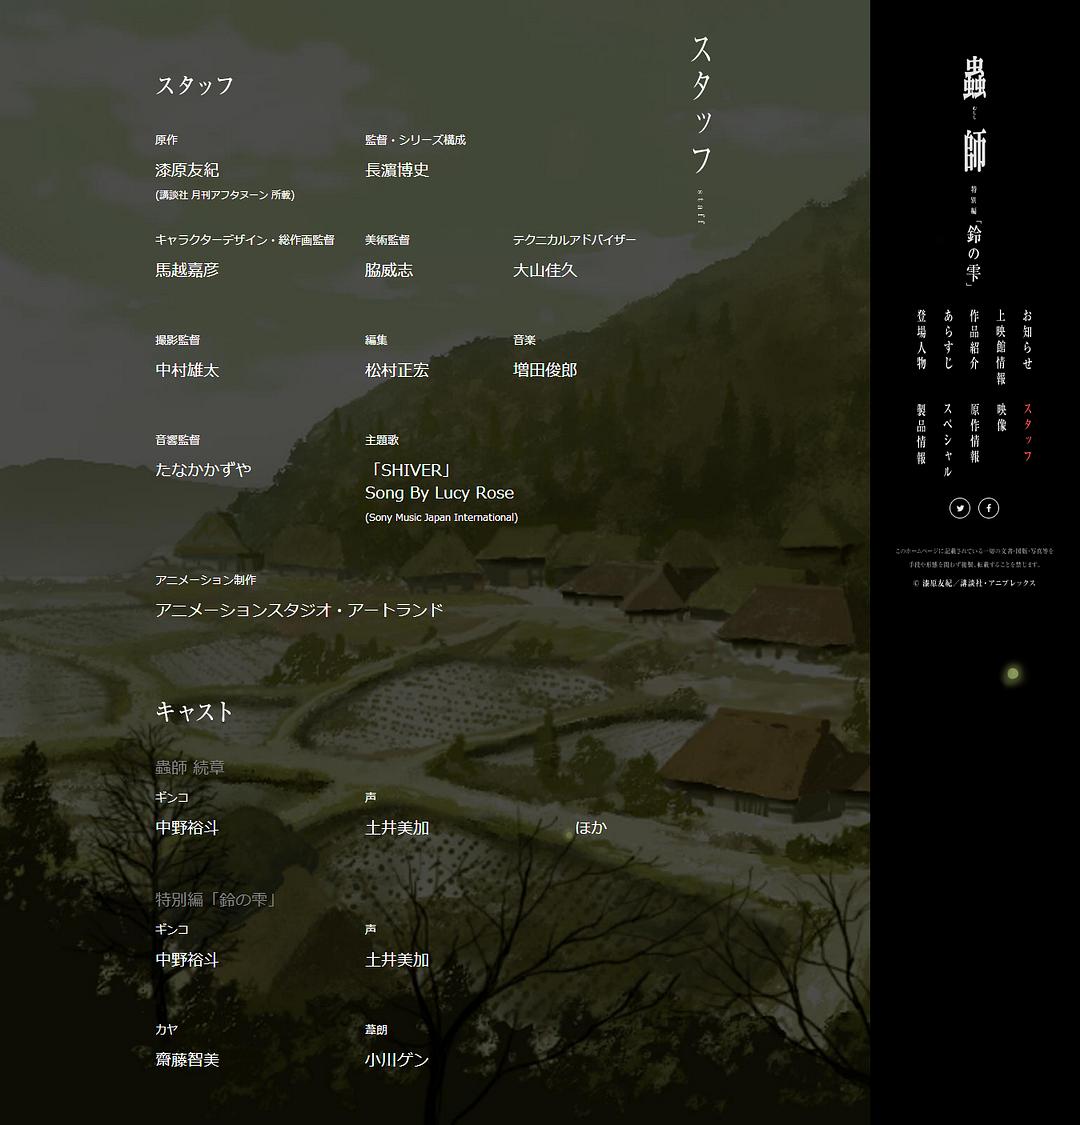 スタッフ
staff
スタッフ
原作
漆原友紀
(講談社 月刊アフタヌーン 所載)
監督・シリーズ構成
長濵博史
キャラクターデザイン・総作画監督
馬越嘉彦
美術監督
脇威志
テクニカルアドバイザー
大山佳久
撮影監督
中村雄太
編集
松村正宏
音楽
増田俊郎
音響監督
たなかかずや
主題歌
「SHIVER」
Song By Lucy Rose
(Sony Music Japan International)
アニメーション制作
アニメーションスタジオ・アートランド
キャスト
蟲師 続章
ギンコ
中野裕斗
声
土井美加
ほか
特別編「鈴の雫」
ギンコ
中野裕斗
声
土井美加
カヤ
齋藤智美
葦朗
小川ゲン
蟲師
むしし
特別編
「鈴の雫」
お知らせ
上映館情報
作品紹介
あらすじ
登場人物
スタッフ
映像
原作情報
スペシャル
製品情報
このホームページに記載されている一切の文書・図版・写真等を
手段や形態を問わず複製、転載することを禁じます。
© 漆原友紀／講談社・アニプレックス